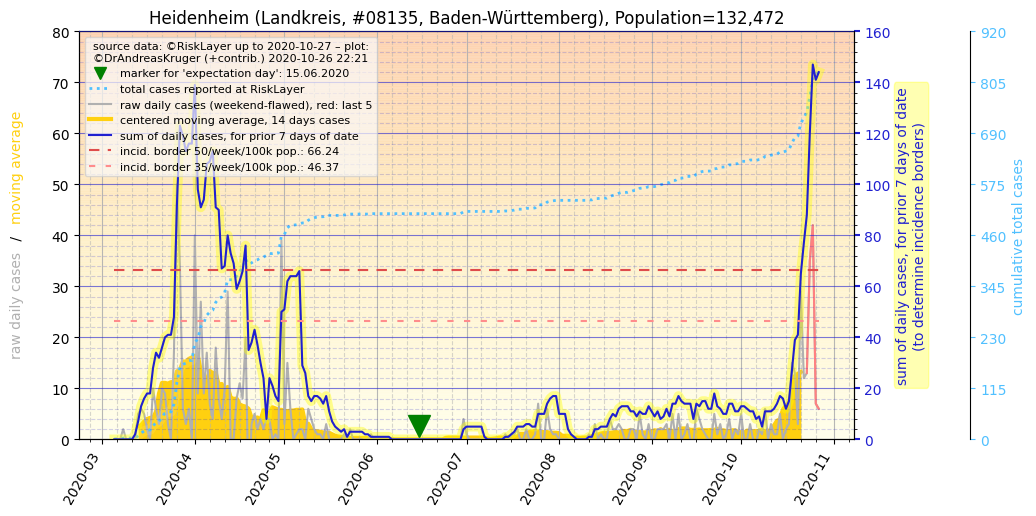 Heidenheim (Landkreis, #08135, Baden-Württemberg), Population=132,472
source data: ©RiskLayer up to 2020-10-27 – plot:
©DrAndreasKruger (+contrib.) 2020-10-26 22:21
marker for 'expectation day': 15.06.2020
total cases reported at RiskLayer
raw daily cases (weekend-flawed), red: last 5
centered moving average, 14 days cases
sum of daily cases, for prior 7 days of date
incid. border 50/week/100k pop.: 66.24
incid. border 35/week/100k pop.: 46.37
raw daily cases / moving average
80
70
60
50
40
30
20
10
0
2020-03
2020-04
2020-05
2020-06
2020-07
2020-08
2020-09
2020-10
2020-11
160
140
120
100
80
60
40
20
0
sum of daily cases, for prior 7 days of date
(to determine incidence borders)
920
805
690
575
460
345
230
115
0
cumulative total cases